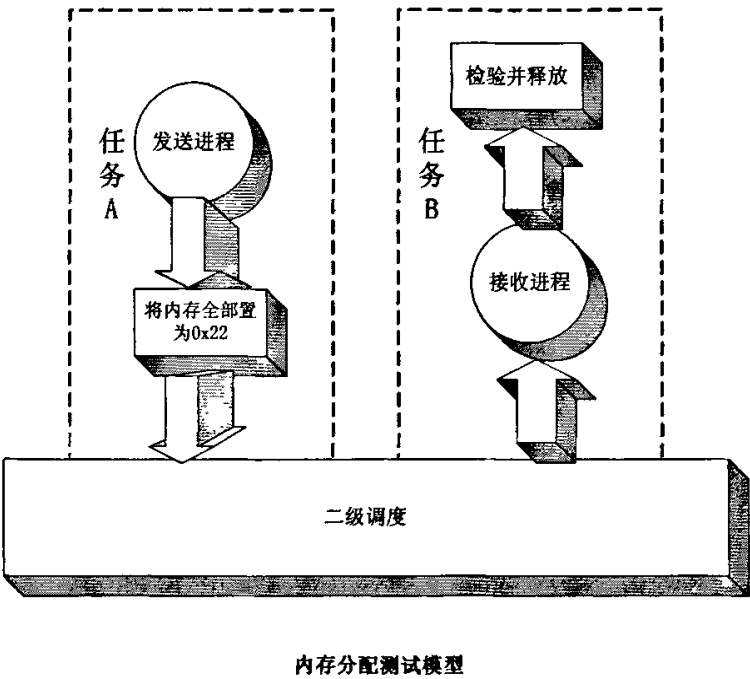 任务A
发送进程
将内存全部置
为0x22
任务B
检验并释放
接收进程
二级调度
内存分配测试模型